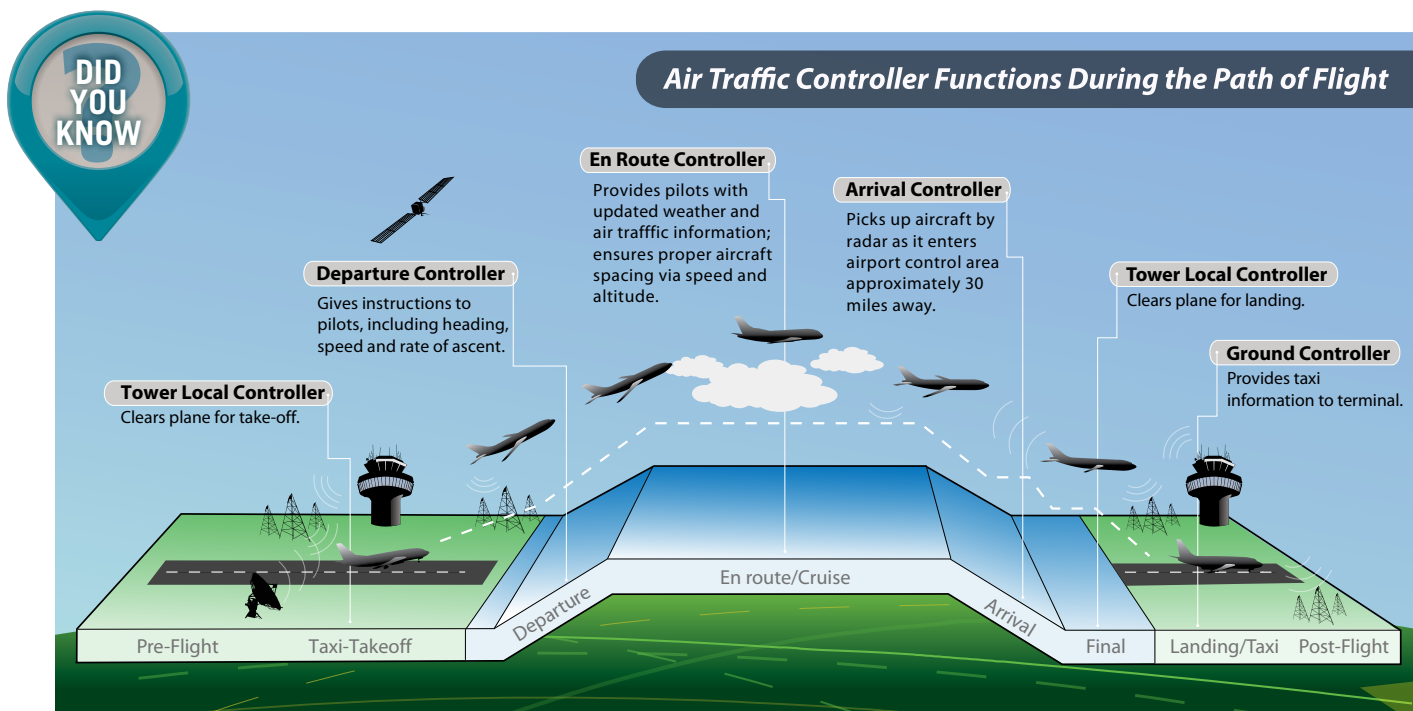 DID
YOU
KNOW
?
Air Traffic Controller Functions During the Path of Flight
En Route Controller
Provides pilots with
updated weather and
air trafffic information;
ensures proper aircraft
spacing via speed and
altitude.
Arrival Controller
Picks up aircraft by
radar as it enters
airport control area
approximately 30
miles away.
Departure Controller
Gives instructions to
pilots, including heading,
speed and rate of ascent.
Tower Local Controller
Clears plane for landing.
Ground Controller
Provides taxi
information to terminal.
Tower Local Controller
Clears plane for take-off.
Pre-Flight
Taxi-Takeoff
Departure
En route/Cruise
Arrival
Final
Landing/Taxi
Post-Flight